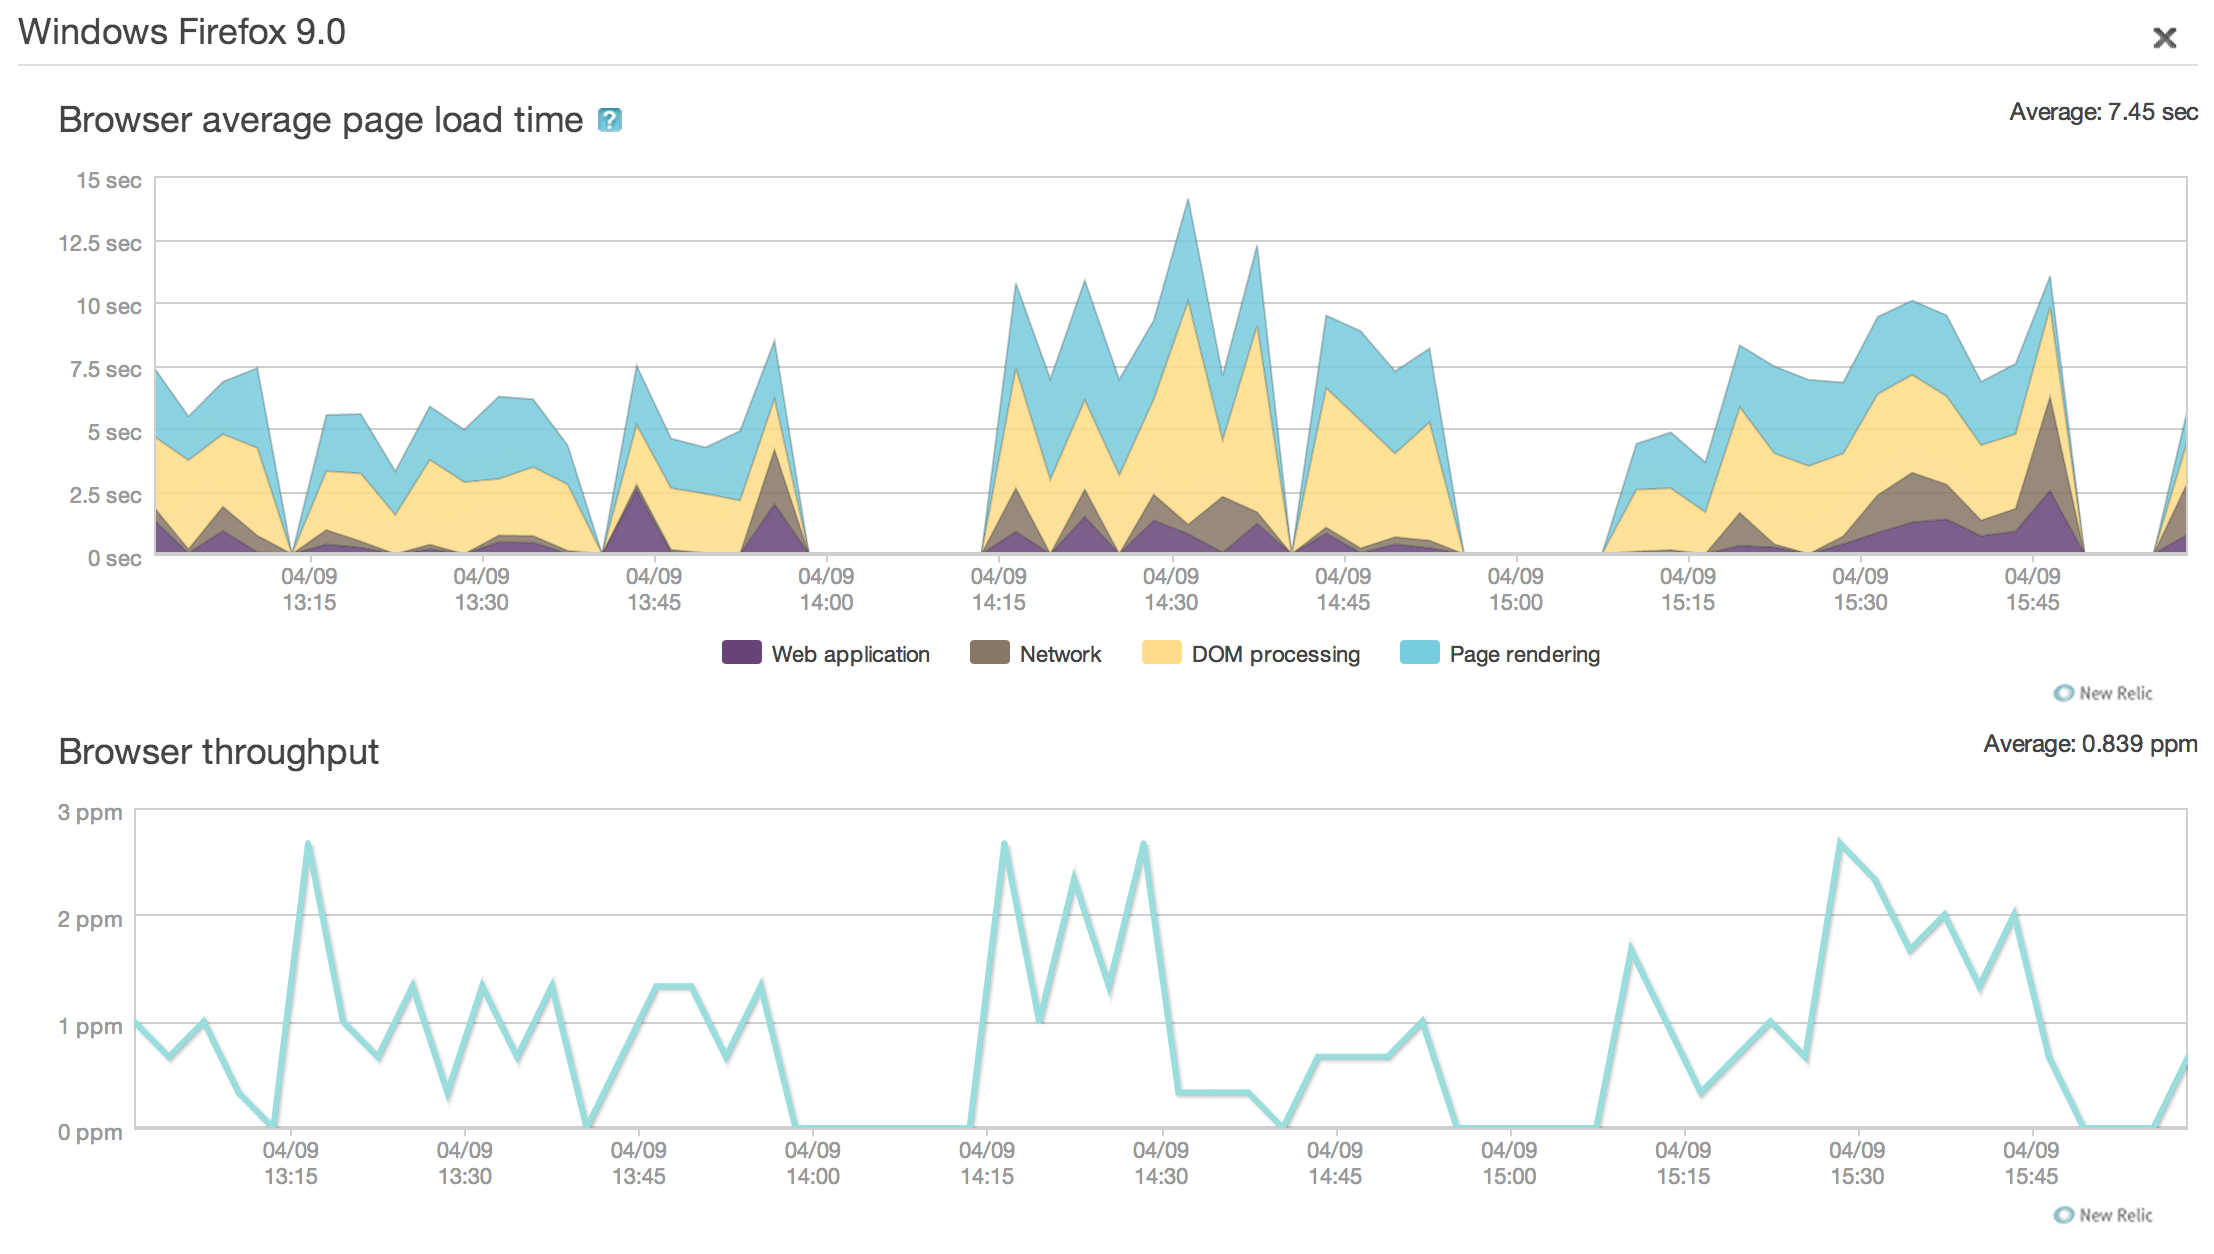 Windows Firefox 9.0
Browser average page load time ?
Average: 7.45 sec
15 sec
12.5 sec
10 sec
7.5 sec
5 sec
2.5 sec
0 sec
04/09 04/09 04/09 04/09 04/09 04/09 04/09 04/09 04/09 04/09 04/09
13:15 13:30 13:45 14:00 14:15 14:30 14:45 15:00 15:15 15:30 15:45
Web application Network DOM processing Page rendering
New Relic
Browser throughput
Average: 0.839 ppm
3 ppm
2 ppm
1 ppm
0 ppm
04/09 04/09 04/09 04/09 04/09 04/09 04/09 04/09 04/09 04/09 04/09
13:15 13:30 13:45 14:00 14:15 14:30 14:45 15:00 15:15 15:30 15:45
New Relic